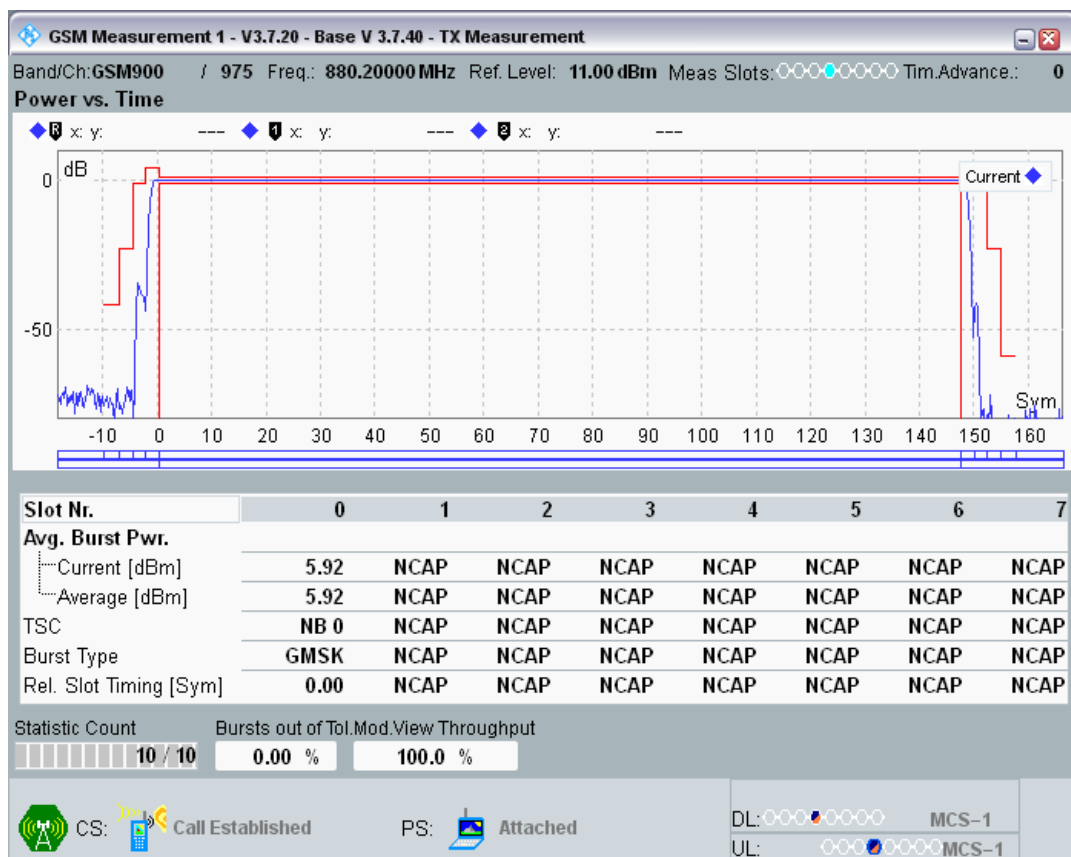 GSM Measurement 1 - V3.7.20 - Base V 3.7.40 - TX Measurement
Band/Ch:GSM900 / 975 Freq.: 880.20000 MHz Ref. Level: 11.00 dBm Meas Slots: Tim.Advance.: 0
Power vs. Time
R x: y: --- 1 x: y: --- 2 x: y: ---
dB
Current
0
-50
Sym
-10 0 10 20 30 40 50 60 70 80 90 100 110 120 130 140 150 160
Slot Nr. 0 1 2 3 4 5 6 7
Avg. Burst Pwr.
Current [dBm] 5.92 NCAP NCAP NCAP NCAP NCAP NCAP NCAP
Average [dBm] 5.92 NCAP NCAP NCAP NCAP NCAP NCAP NCAP
TSC NB 0 NCAP NCAP NCAP NCAP NCAP NCAP NCAP
Burst Type GMSK NCAP NCAP NCAP NCAP NCAP NCAP NCAP
Rel. Slot Timing [Sym] 0.00 NCAP NCAP NCAP NCAP NCAP NCAP NCAP
Statistic Count Bursts out of Tol.Mod.View Throughput
10 / 10 0.00 % 100.0 %
CS: Call Established PS: Attached DL: MCS-1
UL: MCS-1